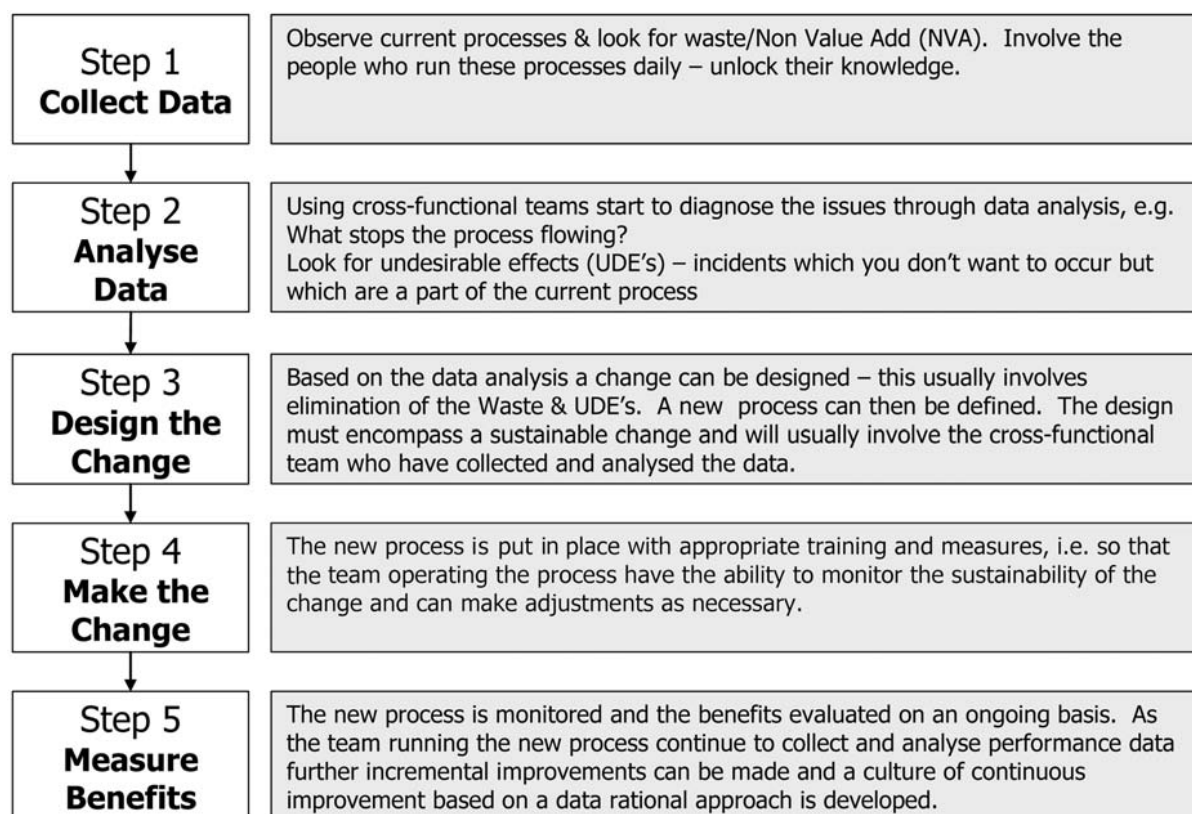 Step 1
Collect Data
Observe current processes & look for waste/Non Value Add (NVA). Involve the
people who run these processes daily – unlock their knowledge.
Step 2
Analyse
Data
Using cross-functional teams start to diagnose the issues through data analysis, e.g.
What stops the process flowing?
Look for undesirable effects (UDE's) – incidents which you don't want to occur but
which are a part of the current process
Step 3
Design the
Change
Based on the data analysis a change can be designed – this usually involves
elimination of the Waste & UDE's. A new process can then be defined. The design
must encompass a sustainable change and will usually involve the cross-functional
team who have collected and analysed the data.
Step 4
Make the
Change
The new process is put in place with appropriate training and measures, i.e. so that
the team operating the process have the ability to monitor the sustainability of the
change and can make adjustments as necessary.
Step 5
Measure
Benefits
The new process is monitored and the benefits evaluated on an ongoing basis. As
the team running the new process continue to collect and analyse performance data
further incremental improvements can be made and a culture of continuous
improvement based on a data rational approach is developed.